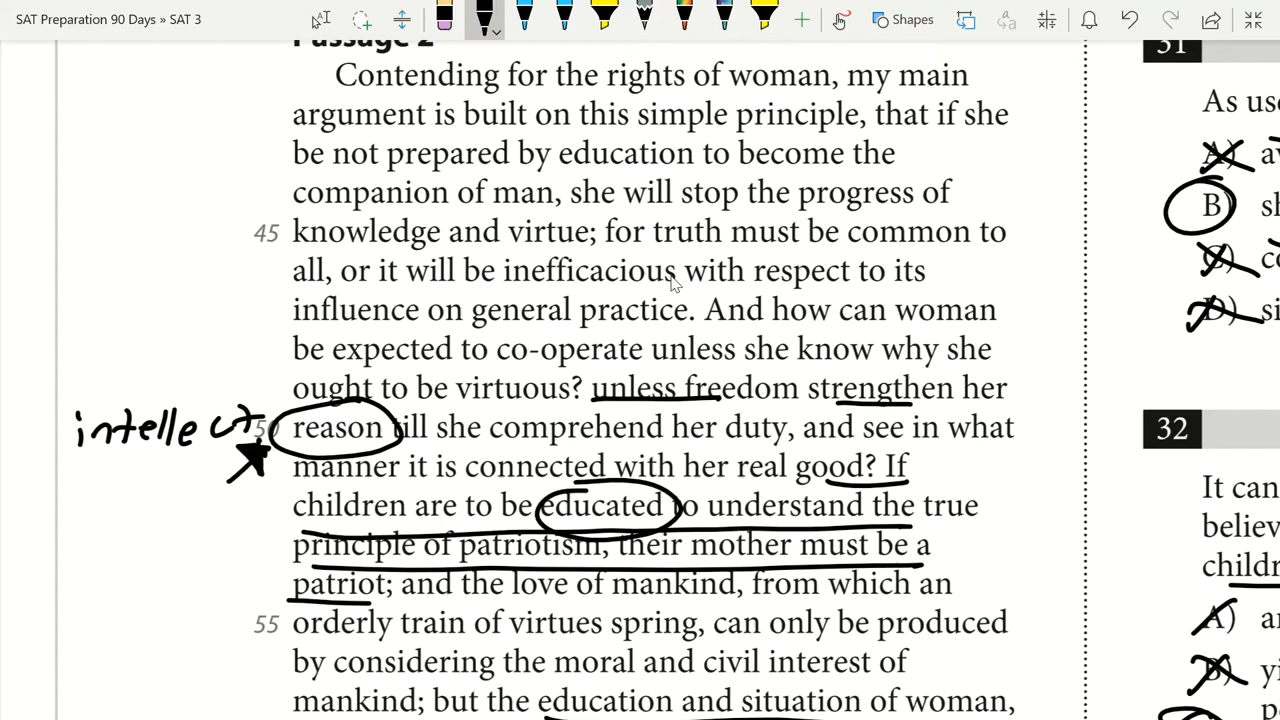 SAT Preparation 90 Days » SAT 3
Shapes
Passage 2
Contending for the rights of woman, my main
argument is built on this simple principle, that if she
be not prepared by education to become the
companion of man, she will stop the progress of
45 knowledge and virtue; for truth must be common to
all, or it will be inefficacious with respect to its
influence on general practice. And how can woman
be expected to co-operate unless she know why she
ought to be virtuous? unless freedom strengthen her
intellect
50 reason till she comprehend her duty, and see in what
manner it is connected with her real good? If
children are to be educated to understand the true
principle of patriotism, their mother must be a
patriot; and the love of mankind, from which an
55 orderly train of virtues spring, can only be produced
by considering the moral and civil interest of
mankind; but the education and situation of woman,
31
As use
A) av
B) sh
C) co
D) si
32
It can
believ
childr
A) an
B) yi
po